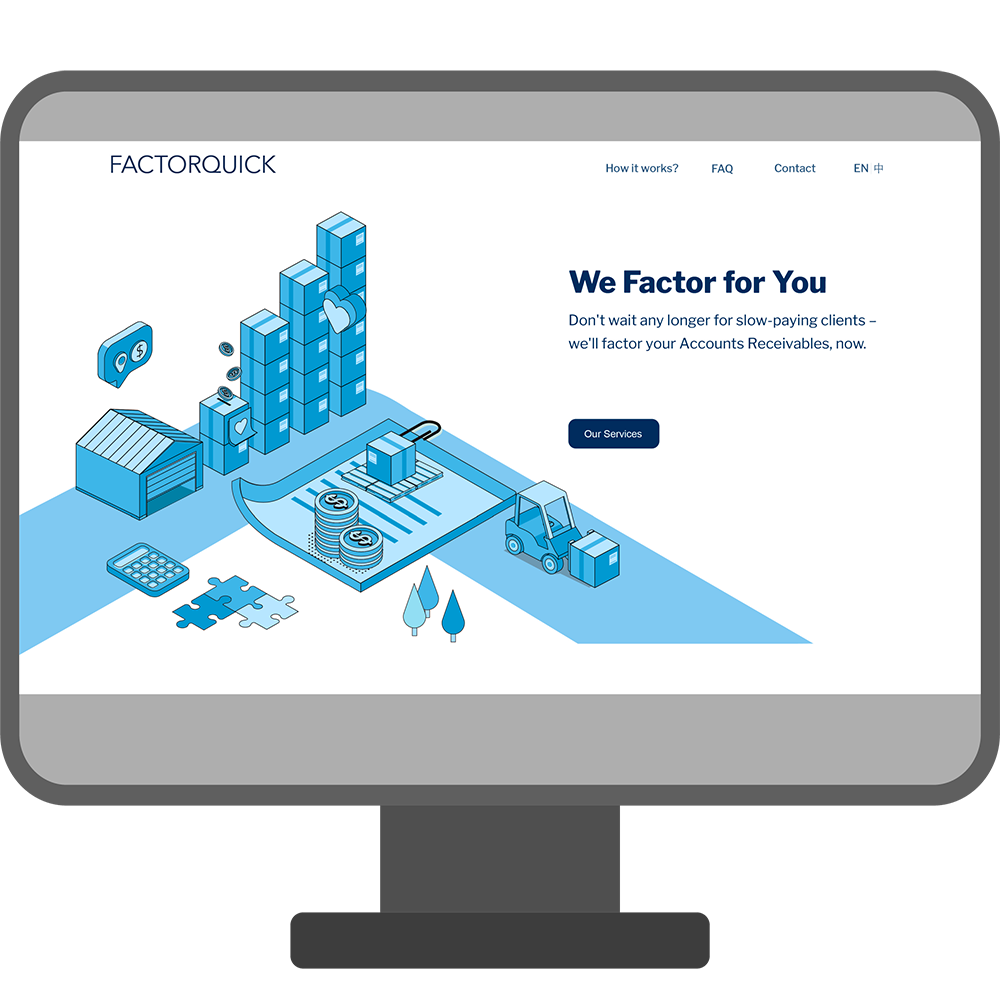 FACTORQUICK
How it works? FAQ Contact EN 中
We Factor for You
Don't wait any longer for slow-paying clients –
we'll factor your Accounts Receivables, now.
Our Services
$
$
$